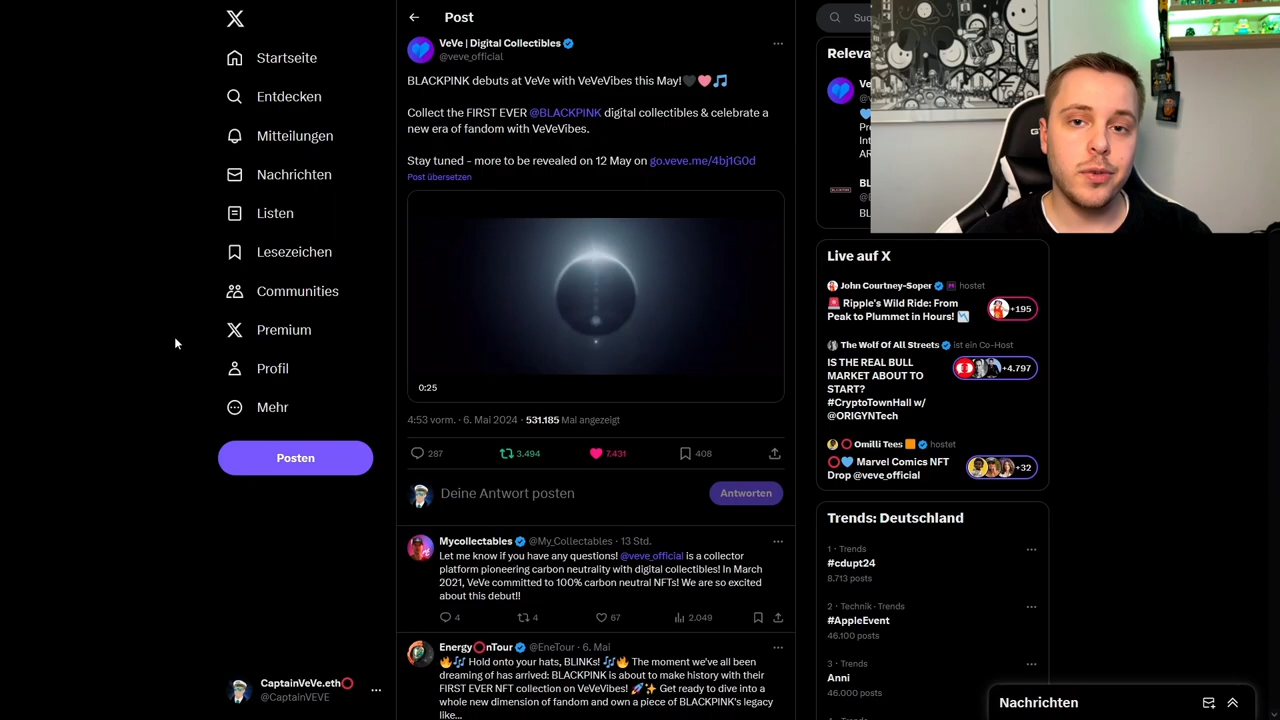 Startseite
Entdecken
Mitteilungen
Nachrichten
Listen
Lesezeichen
Communities
Premium
Profil
Mehr
Posten
CaptainVeVe.eth⭕
@CaptainVEVE
Post
VeVe | Digital Collectibles
@veve_official
BLACKPINK debuts at VeVe with VeVeVibes this May!🖤🩷🎵
Collect the FIRST EVER @BLACKPINK digital collectibles & celebrate a
new era of fandom with VeVeVibes.
Stay tuned - more to be revealed on 12 May on go.veve.me/4bj1G0d
Post übersetzen
0:25
4:53 vorm. · 6. Mai 2024 · 531.185 Mal angezeigt
287 3.494 7.431 408
Deine Antwort posten
Antworten
Mycollectables @My_Collectables · 13 Std.
Let me know if you have any questions! @veve_official is a collector
platform pioneering carbon neutrality with digital collectibles! In March
2021, VeVe committed to 100% carbon neutral NFTs! We are so excited
about this debut!!
4 4 67 2.049
Energy⭕nTour @EneTour · 6. Mai
🔥🎶 Hold onto your hats, BLINKs! 🎶🔥 The moment we've all been
dreaming of has arrived: BLACKPINK is about to make history with their
FIRST EVER NFT collection on VeVeVibes! 🚀✨ Get ready to dive into a
whole new dimension of fandom and own a piece of BLACKPINK's legacy
like...
Live auf X
John Courtney-Soper hostet
🚨 Ripple's Wild Ride: From
Peak to Plummet in Hours! 📉
+195
The Wolf Of All Streets ist ein Co-Host
IS THE REAL BULL
MARKET ABOUT TO
START?
#CryptoTownHall w/
@ORIGYNTech
+4.797
⭕ Omilli Tees 🟧 hostet
⭕🩵 Marvel Comics NFT
Drop @veve_official
+32
Trends: Deutschland
1 · Trends
#cdupt24
8.713 posts
2 · Technik · Trends
#AppleEvent
46.100 posts
3 · Trends
Anni
46.000 posts
Nachrichten